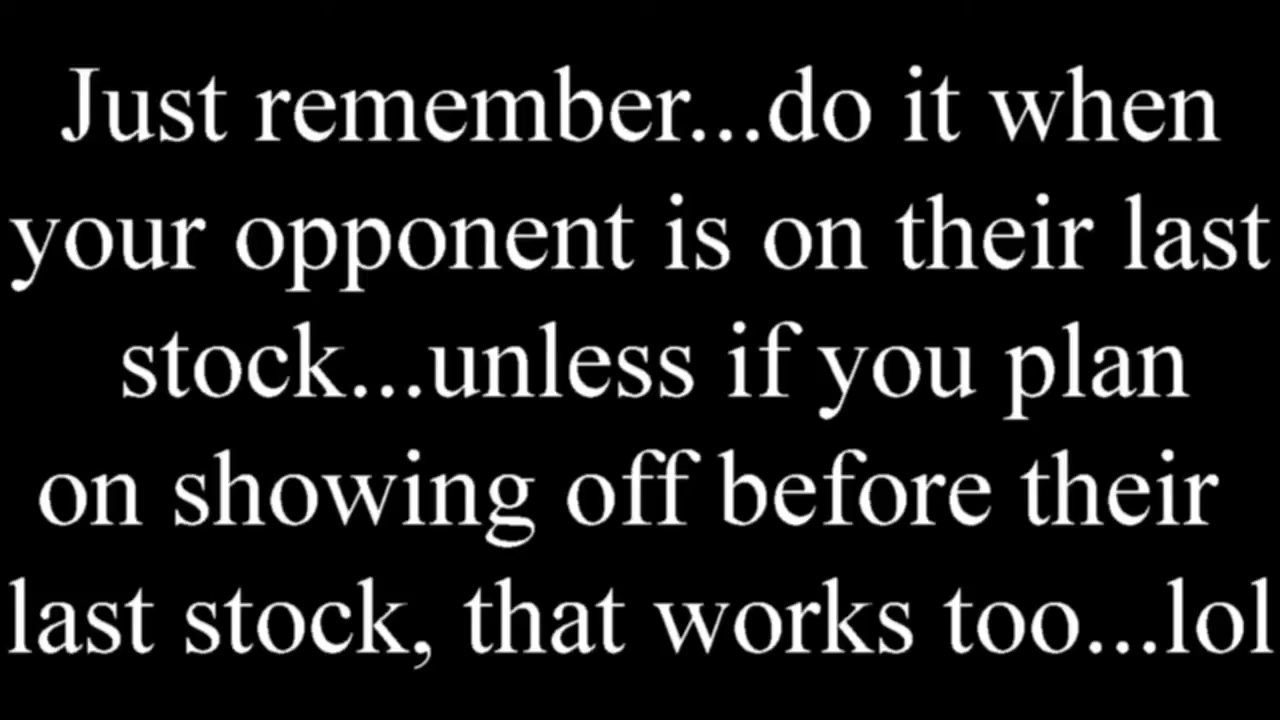 Just remember...do it when
your opponent is on their last
stock...unless if you plan
on showing off before their
last stock, that works too...lol